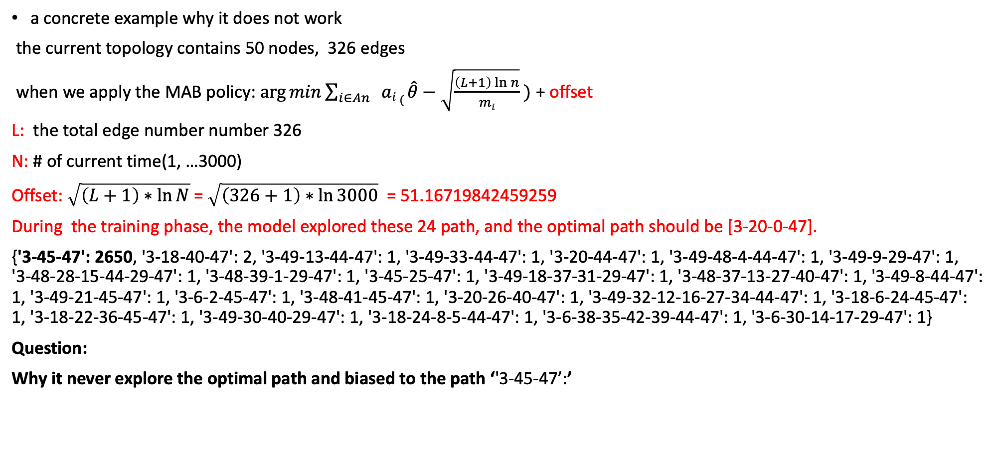 • a concrete example why it does not work
the current topology contains 50 nodes,  326 edges
when we apply the MAB policy: arg min ∑_{i∈An} a_i (θ̂ − √((L+1) ln n / m_i)) + offset
L:  the total edge number number 326
N: # of current time(1, ...3000)
Offset: √((L + 1) * ln N) = √((326 + 1) * ln 3000) = 51.16719842459259
During  the training phase, the model explored these 24 path, and the optimal path should be [3-20-0-47].
{'3-45-47': 2650, '3-18-40-47': 2, '3-49-13-44-47': 1, '3-49-33-44-47': 1, '3-20-44-47': 1, '3-49-48-4-44-47': 1, '3-49-9-29-47': 1,
'3-48-28-15-44-29-47': 1, '3-48-39-1-29-47': 1, '3-45-25-47': 1, '3-49-18-37-31-29-47': 1, '3-48-37-13-27-40-47': 1, '3-49-8-44-47':
1, '3-49-21-45-47': 1, '3-6-2-45-47': 1, '3-48-41-45-47': 1, '3-20-26-40-47': 1, '3-49-32-12-16-27-34-44-47': 1, '3-18-6-24-45-47':
1, '3-18-22-36-45-47': 1, '3-49-30-40-29-47': 1, '3-18-24-8-5-44-47': 1, '3-6-38-35-42-39-44-47': 1, '3-6-30-14-17-29-47': 1}
Question:
Why it never explore the optimal path and biased to the path ‘'3-45-47’:’